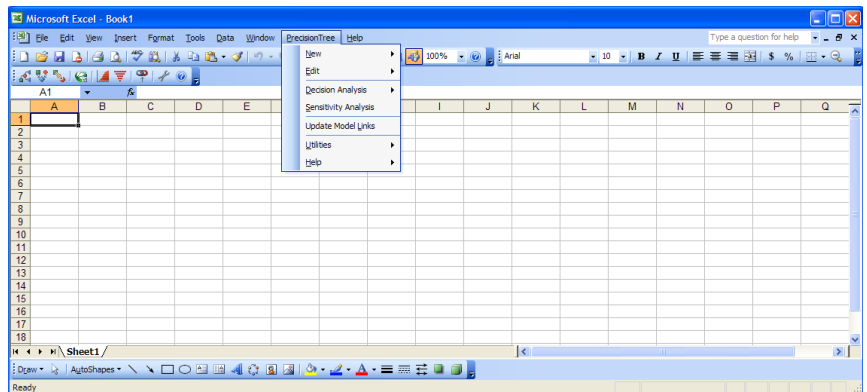 Microsoft Excel - Book1
File Edit View Insert Format Tools Data Window PrecisionTree Help Type a question for help
100% Arial 10 B I U $ %
A1 fx
A B C D E I J K L M N O P Q
New
Edit
Decision Analysis
Sensitivity Analysis
Update Model Links
Utilities
Help
1
2
3
4
5
6
7
8
9
10
11
12
13
14
15
16
17
18
Sheet1
Draw AutoShapes
Ready